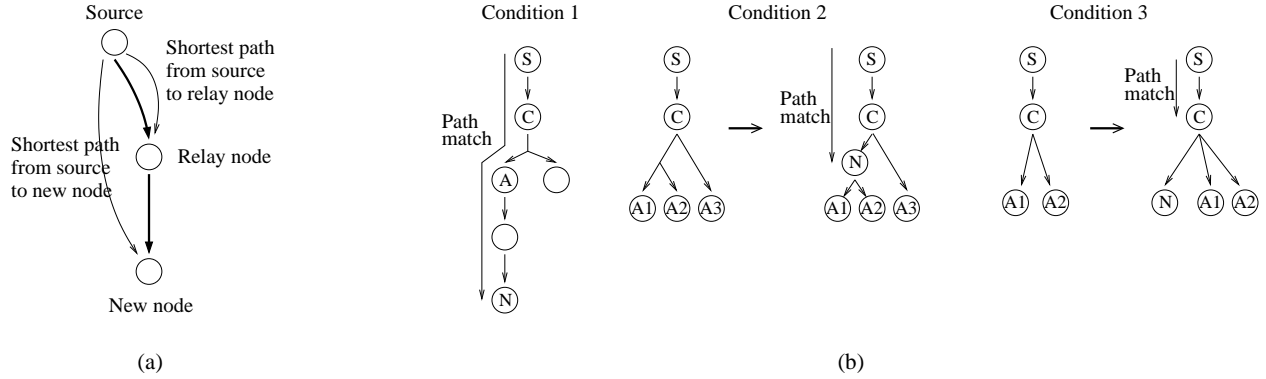 Source
Shortest path
from source
to relay node
Shortest path
from source
to new node
Relay node
New node
(a)
Condition 1
S
C
Path
match
A
N
Condition 2
S
C
A1 A2 A3
S
Path
match
C
N
A1 A2 A3
Condition 3
S
C
A1 A2
S
Path
match
C
N A1 A2
(b)